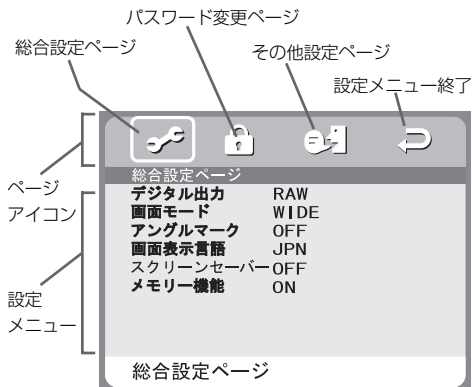 パスワード変更ページ
総合設定ページ
その他設定ページ
設定メニュー終了
ページ
アイコン
総合設定ページ
デジタル出力 RAW
画面モード WIDE
アングルマーク OFF
画面表示言語 JPN
スクリーンセーバーOFF
メモリー機能 ON
設定
メニュー
総合設定ページ